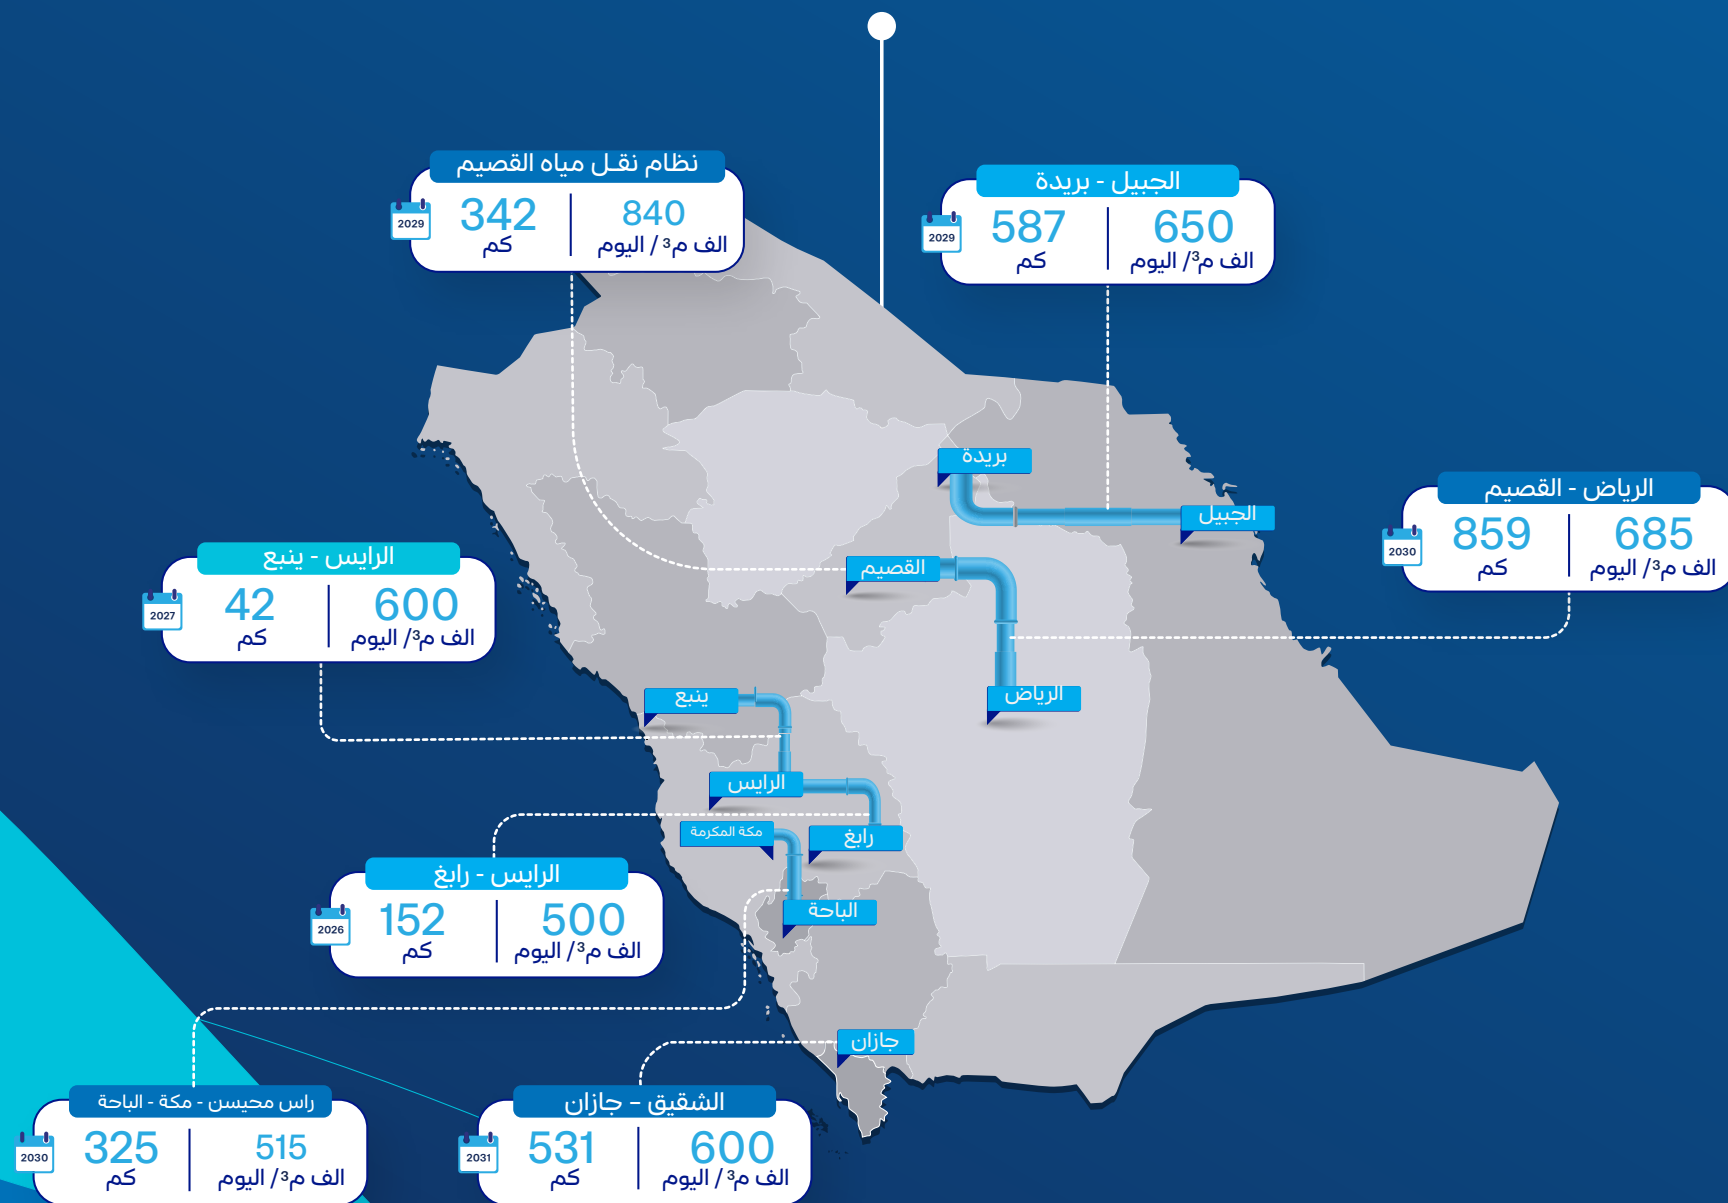 نظام نقل مياه القصيم
840
الف م³ / اليوم
342
كم
2029
الجبيل - بريدة
650
الف م³/ اليوم
587
كم
2029
الرياض - القصيم
685
الف م³/ اليوم
859
كم
2030
الرايس - ينبع
600
الف م³/ اليوم
42
كم
2027
الرايس - رابغ
500
الف م³/ اليوم
152
كم
2026
راس محيسن - مكة - الباحة
515
الف م³/ اليوم
325
كم
2030
الشقيق - جازان
600
الف م³/ اليوم
531
كم
2031
بريدة
الجبيل
القصيم
الرياض
ينبع
الرايس
رابغ
مكة المكرمة
الباحة
جازان